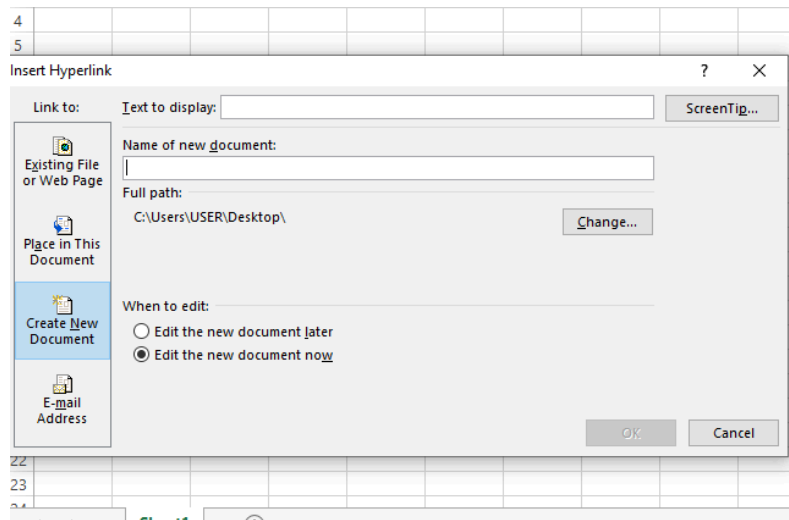 4
5
Insert Hyperlink
?
Link to:
Text to display:
ScreenTip...
Existing File
or Web Page
Name of new document:
Full path:
C:\Users\USER\Desktop\
Change...
Place in This
Document
Create New
Document
When to edit:
Edit the new document later
Edit the new document now
E-mail
Address
OK
Cancel
22
23